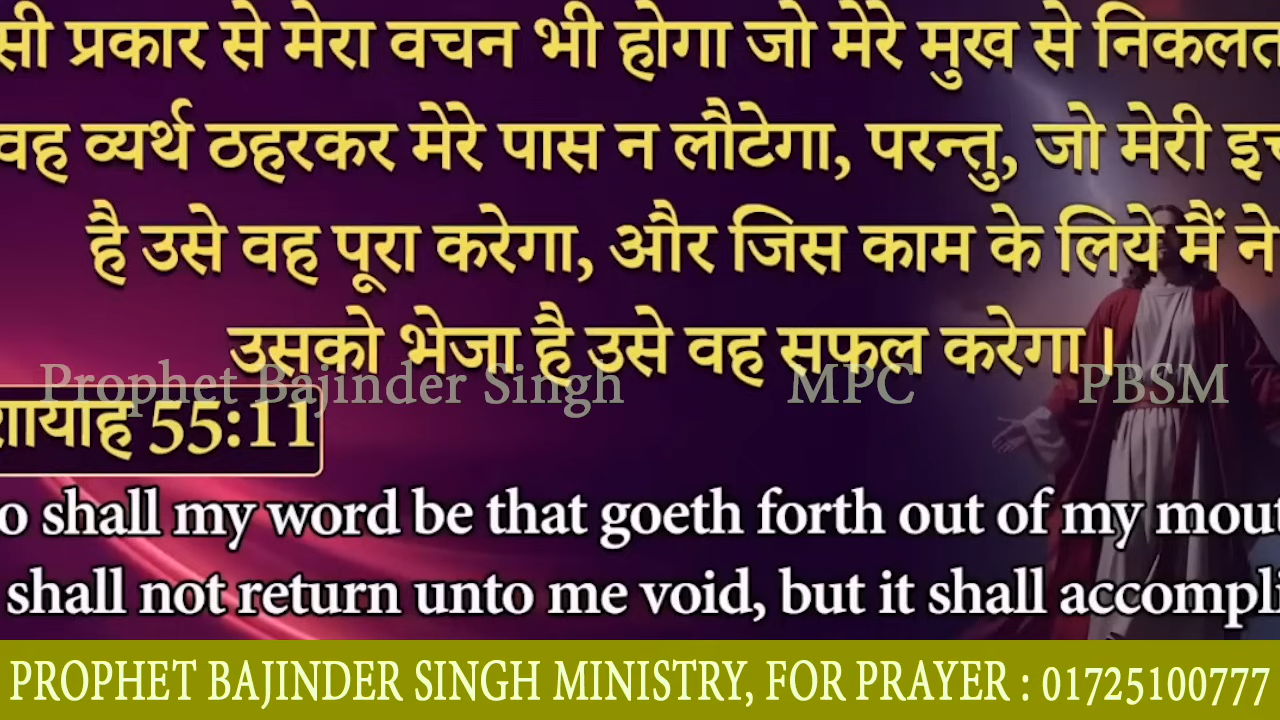 सी प्रकार से मेरा वचन भी होगा जो मेरे मुख से निकलत
वह व्यर्थ ठहरकर मेरे पास न लौटेगा, परन्तु, जो मेरी इच
है उसे वह पूरा करेगा, और जिस काम के लिये मैं ने
उसको भेजा है उसे वह सफल करेगा।
Prophet Bajinder Singh MPC PBSM
शायाह 55:11
o shall my word be that goeth forth out of my mout
shall not return unto me void, but it shall accompli
PROPHET BAJINDER SINGH MINISTRY, FOR PRAYER : 01725100777